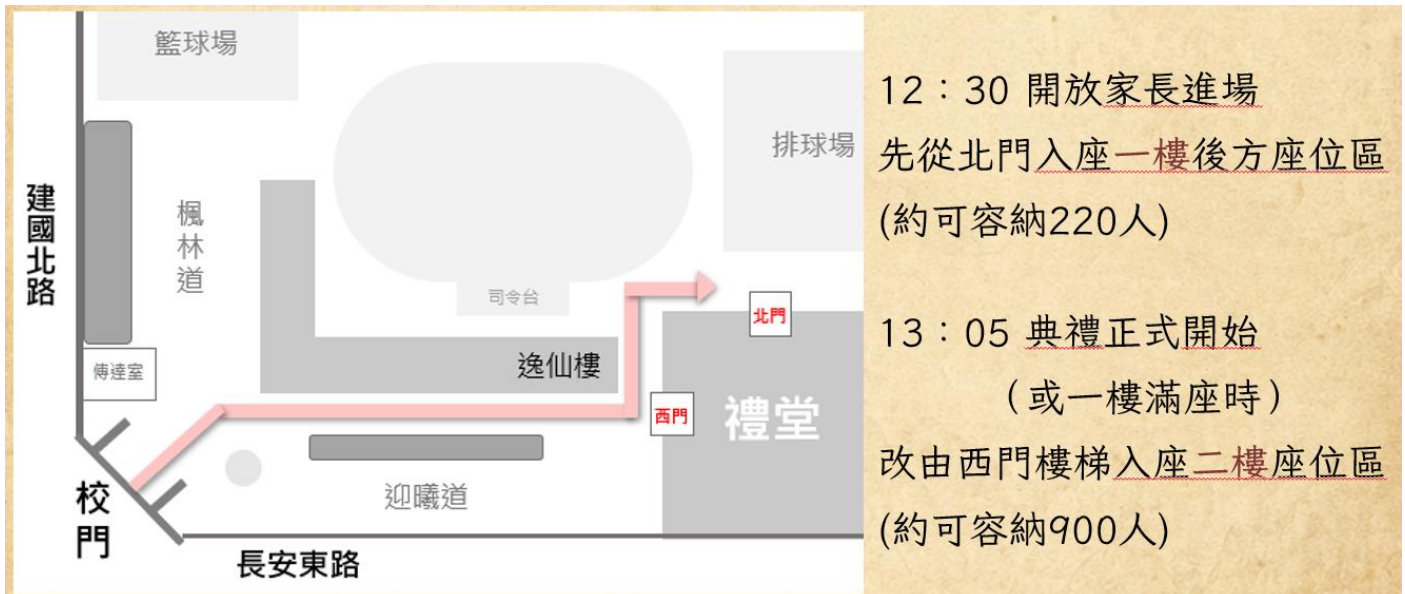 籃球場
排球場
建國北路
楓林道
司令台
北門
逸仙樓
傳達室
西門
禮堂
迎曦道
校門
長安東路
12：30 開放家長進場
先從北門入座一樓後方座位區
(約可容納220人)
13：05 典禮正式開始
（或一樓滿座時）
改由西門樓梯入座二樓座位區
(約可容納900人)